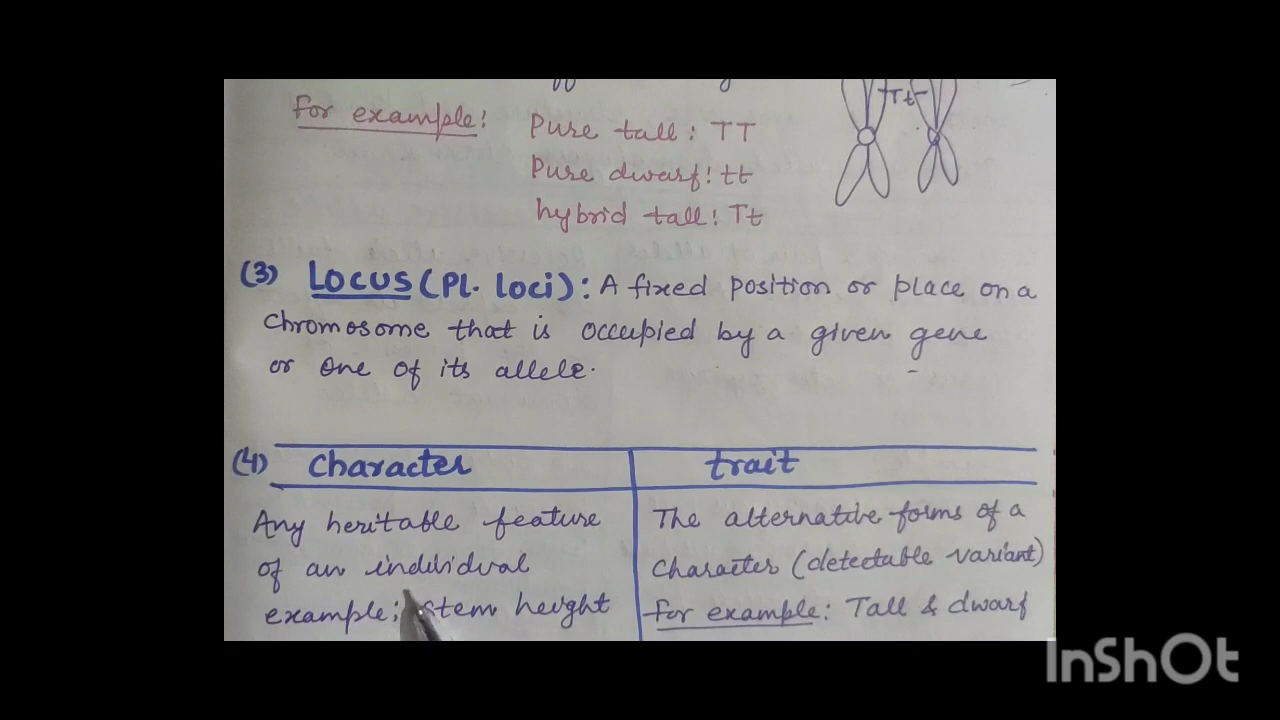 for example:
Pure tall: TT
Pure dwarf: tt
hybrid tall: Tt
Tt
(3) Locus (Pl. loci): A fixed position or place on a
chromosome that is occupied by a given gene
or one of its allele.
(4) Character trait
Any heritable feature
of an individual
example: stem height
The alternative forms of a
character (detectable variant)
for example: Tall & dwarf
InShOt